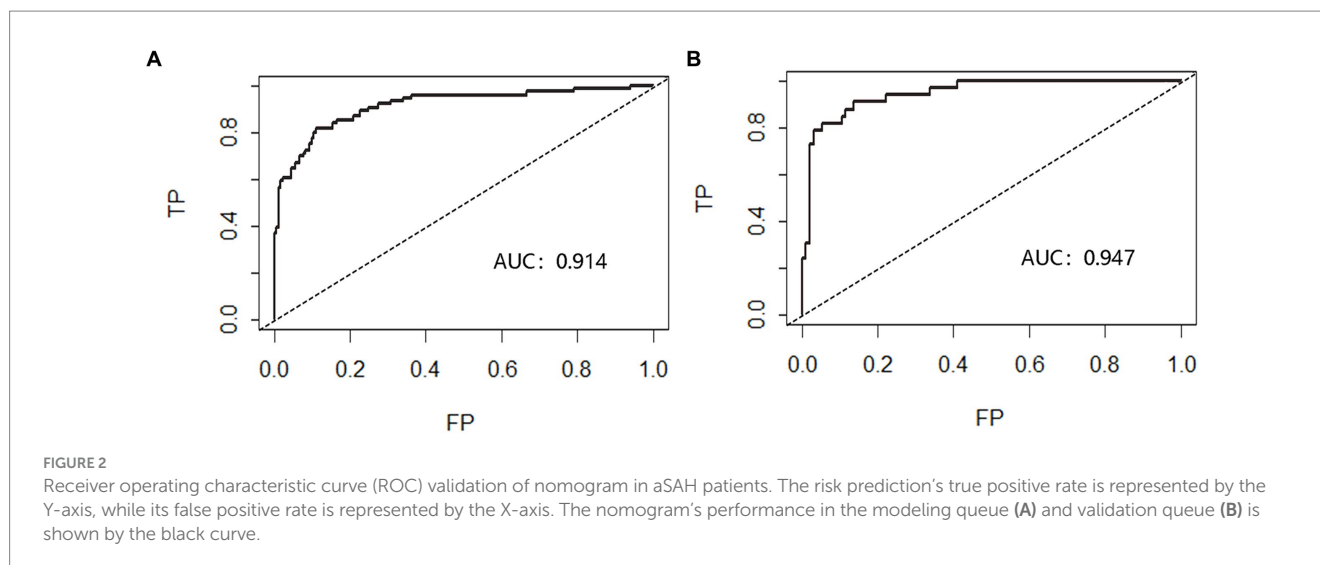 A
TP
0.0 0.4 0.8
AUC: 0.914
0.0 0.2 0.4 0.6 0.8 1.0
FP
B
TP
0.0 0.4 0.8
AUC: 0.947
0.0 0.2 0.4 0.6 0.8 1.0
FP
FIGURE 2
Receiver operating characteristic curve (ROC) validation of nomogram in aSAH patients. The risk prediction's true positive rate is represented by the
Y-axis, while its false positive rate is represented by the X-axis. The nomogram's performance in the modeling queue (A) and validation queue (B) is
shown by the black curve.